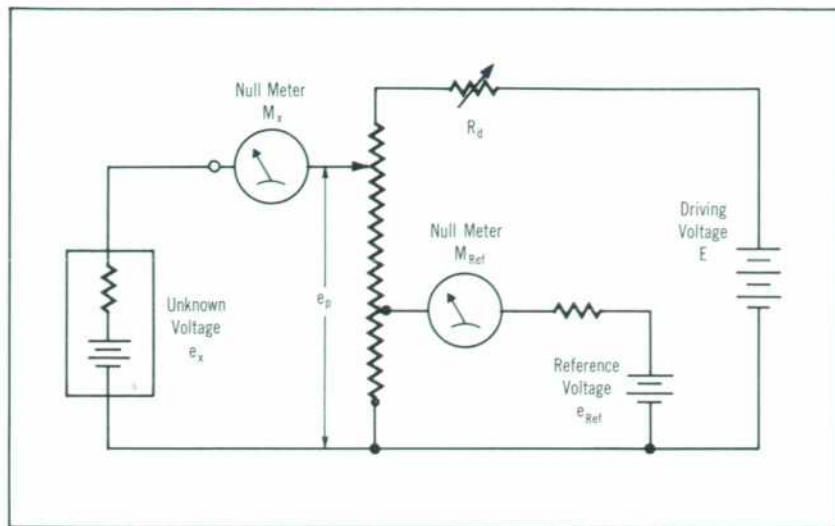 Null Meter
Mx
Rd
Null Meter
MRef
Driving
Voltage
E
Unknown
Voltage
ex
ep
Reference
Voltage
eRef